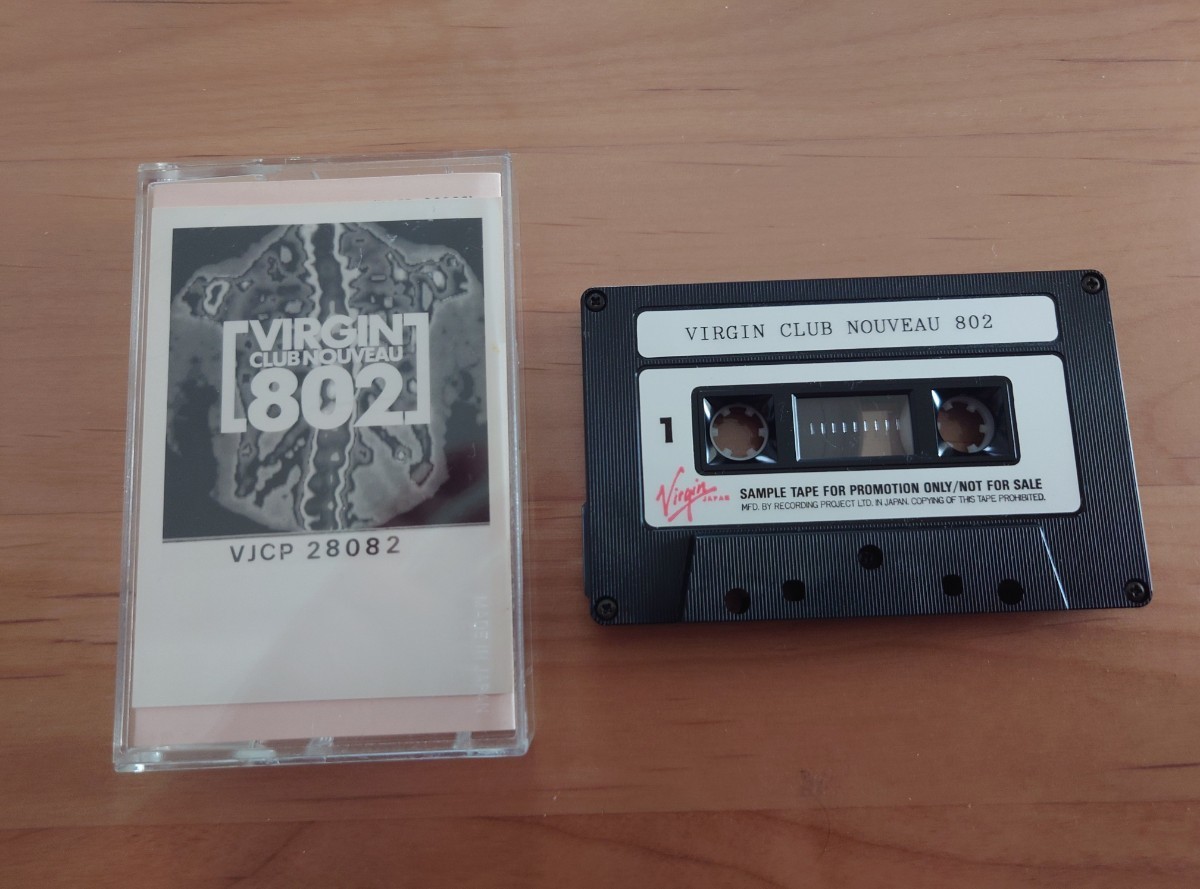 VIRGIN
CLUB NOUVEAU
802
VJCP 28082
VIRGIN CLUB NOUVEAU 802
1
Virgin JAPAN
SAMPLE TAPE FOR PROMOTION ONLY/NOT FOR SALE
MFD. BY RECORDING PROJECT LTD. IN JAPAN. COPYING OF THIS TAPE PROHIBITED.